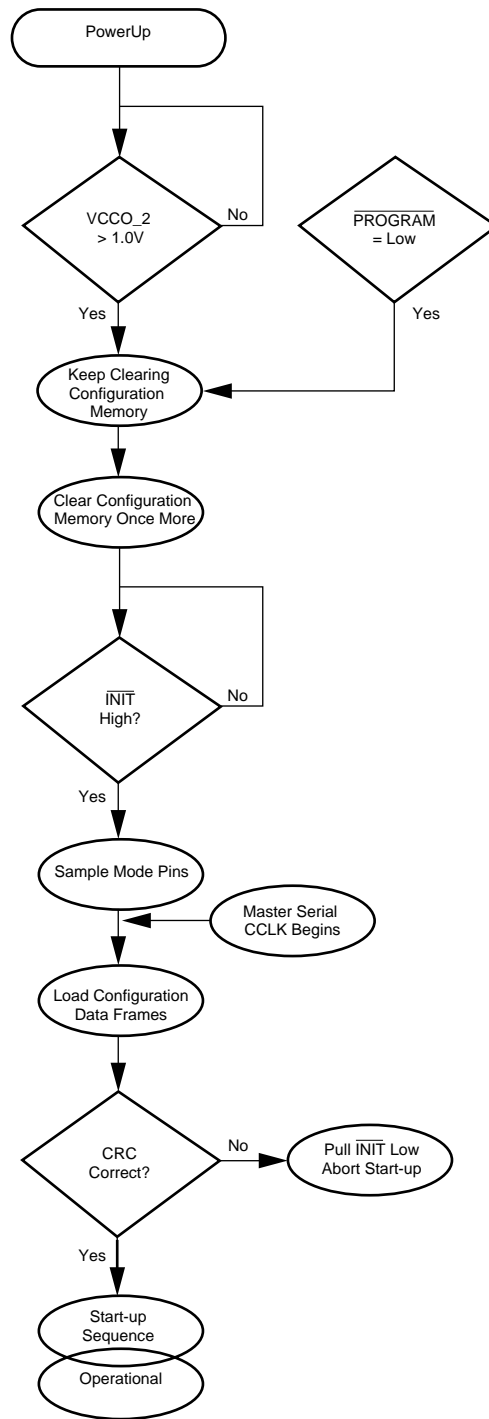 PowerUp
VCCO_2
> 1.0V
No
PROGRAM
= Low
Yes
Yes
Keep Clearing
Configuration
Memory
Clear Configuration
Memory Once More
INIT
High?
No
Yes
Sample Mode Pins
Master Serial
CCLK Begins
Load Configuration
Data Frames
CRC
Correct?
No
Pull INIT Low
Abort Start-up
Yes
Start-up
Sequence
Operational